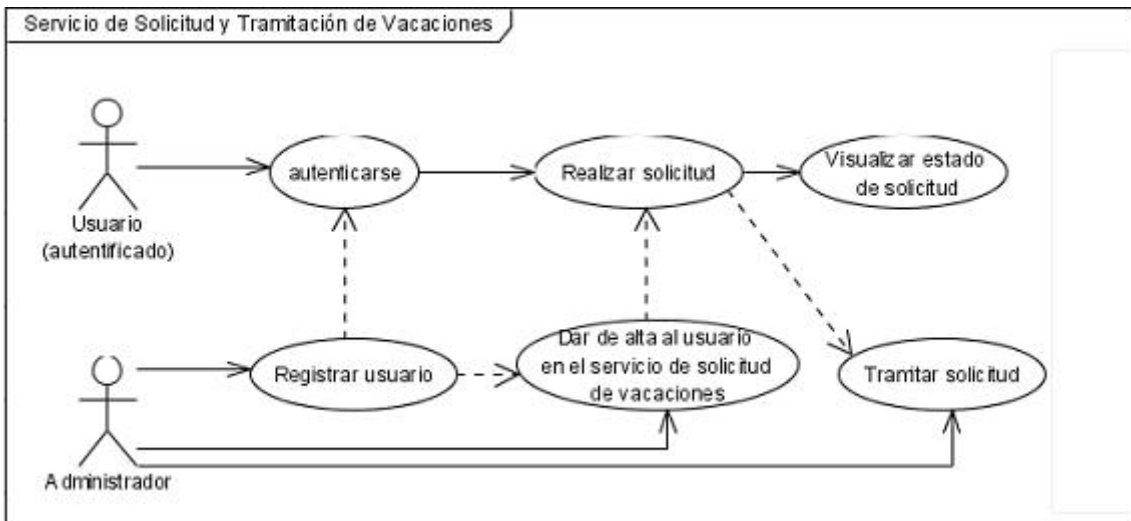 Servicio de Solicitud y Tramitación de Vacaciones
autenticarse
Realizar solicitud
Visualizar estado
de solicitud
Usuario
(autentificado)
Registrar usuario
Dar de alta al usuario
en el servicio de solicitud
de vacaciones
Tramitar solicitud
Administrador